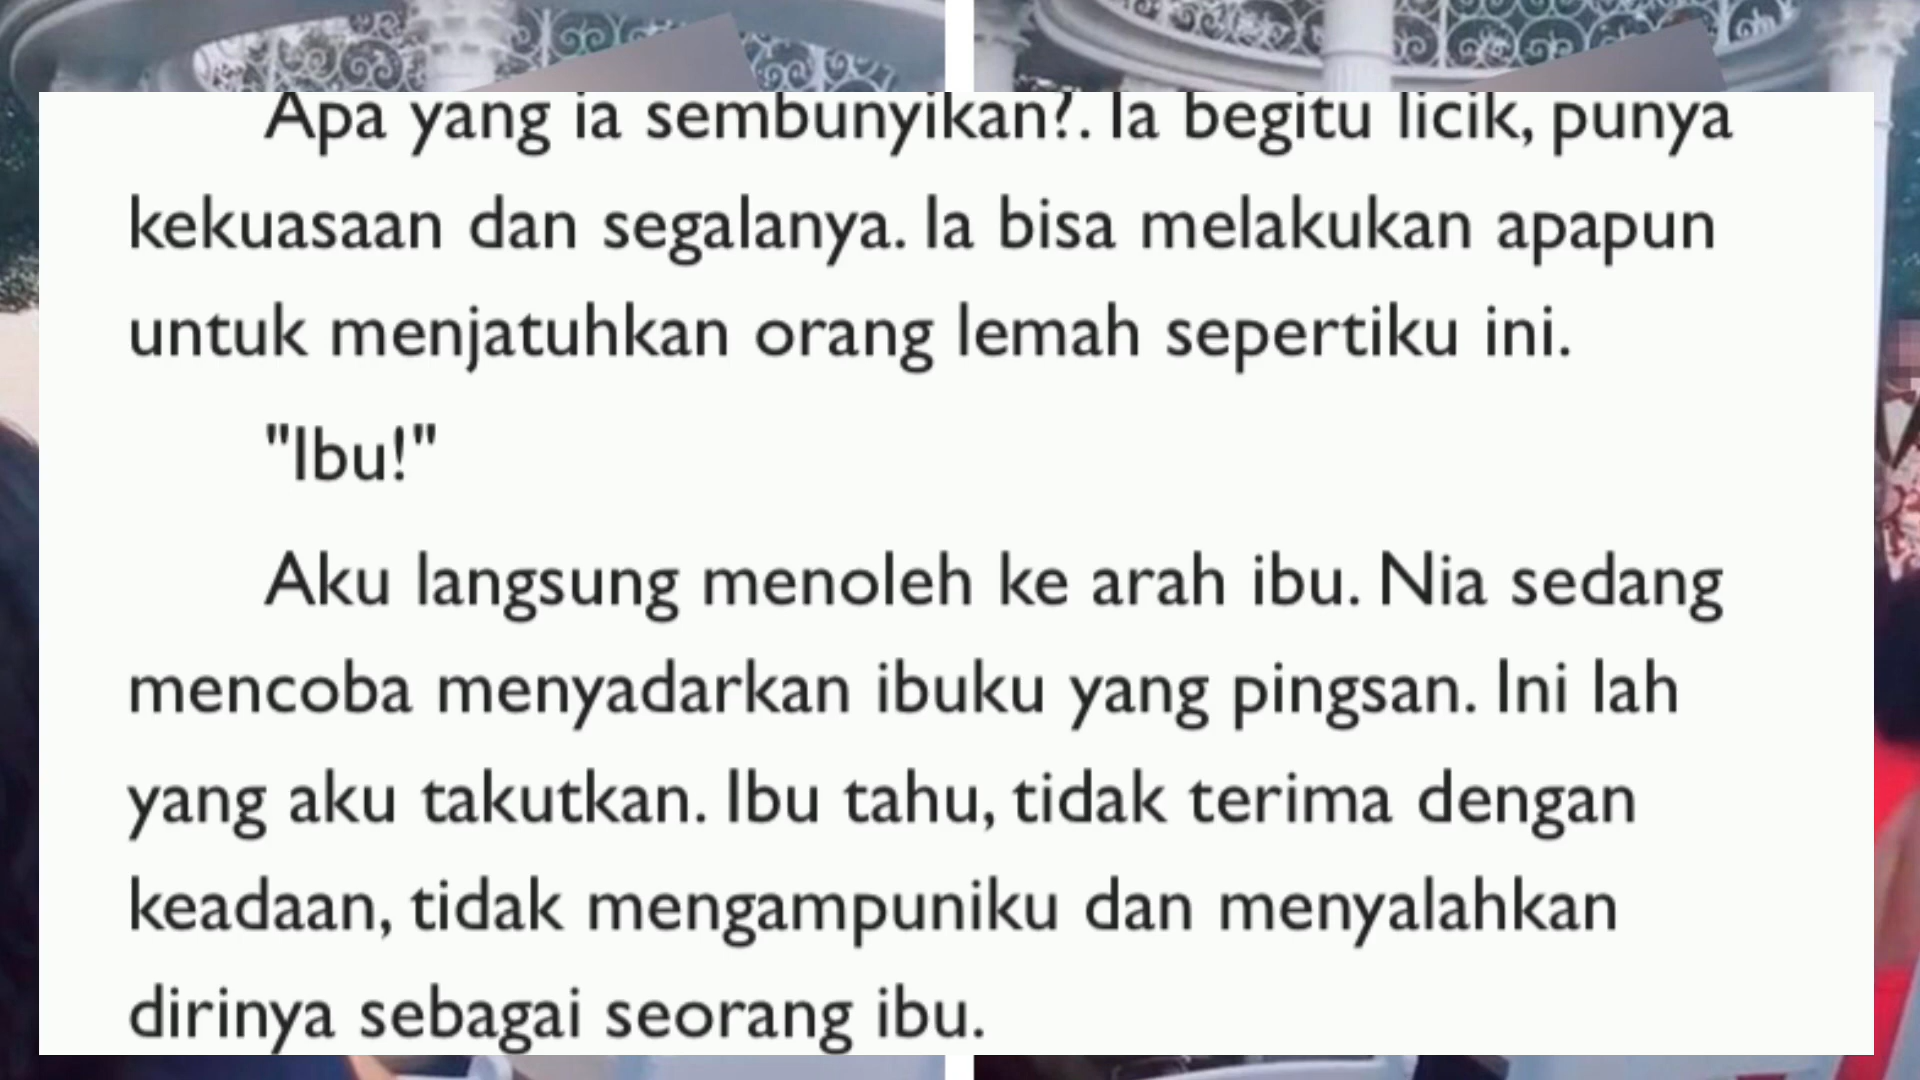 Apa yang ia sembunyikan?. Ia begitu licik, punya
kekuasaan dan segalanya. Ia bisa melakukan apapun
untuk menjatuhkan orang lemah sepertiku ini.
"Ibu!"
Aku langsung menoleh ke arah ibu. Nia sedang
mencoba menyadarkan ibuku yang pingsan. Ini lah
yang aku takutkan. Ibu tahu, tidak terima dengan
keadaan, tidak mengampuniku dan menyalahkan
dirinya sebagai seorang ibu.